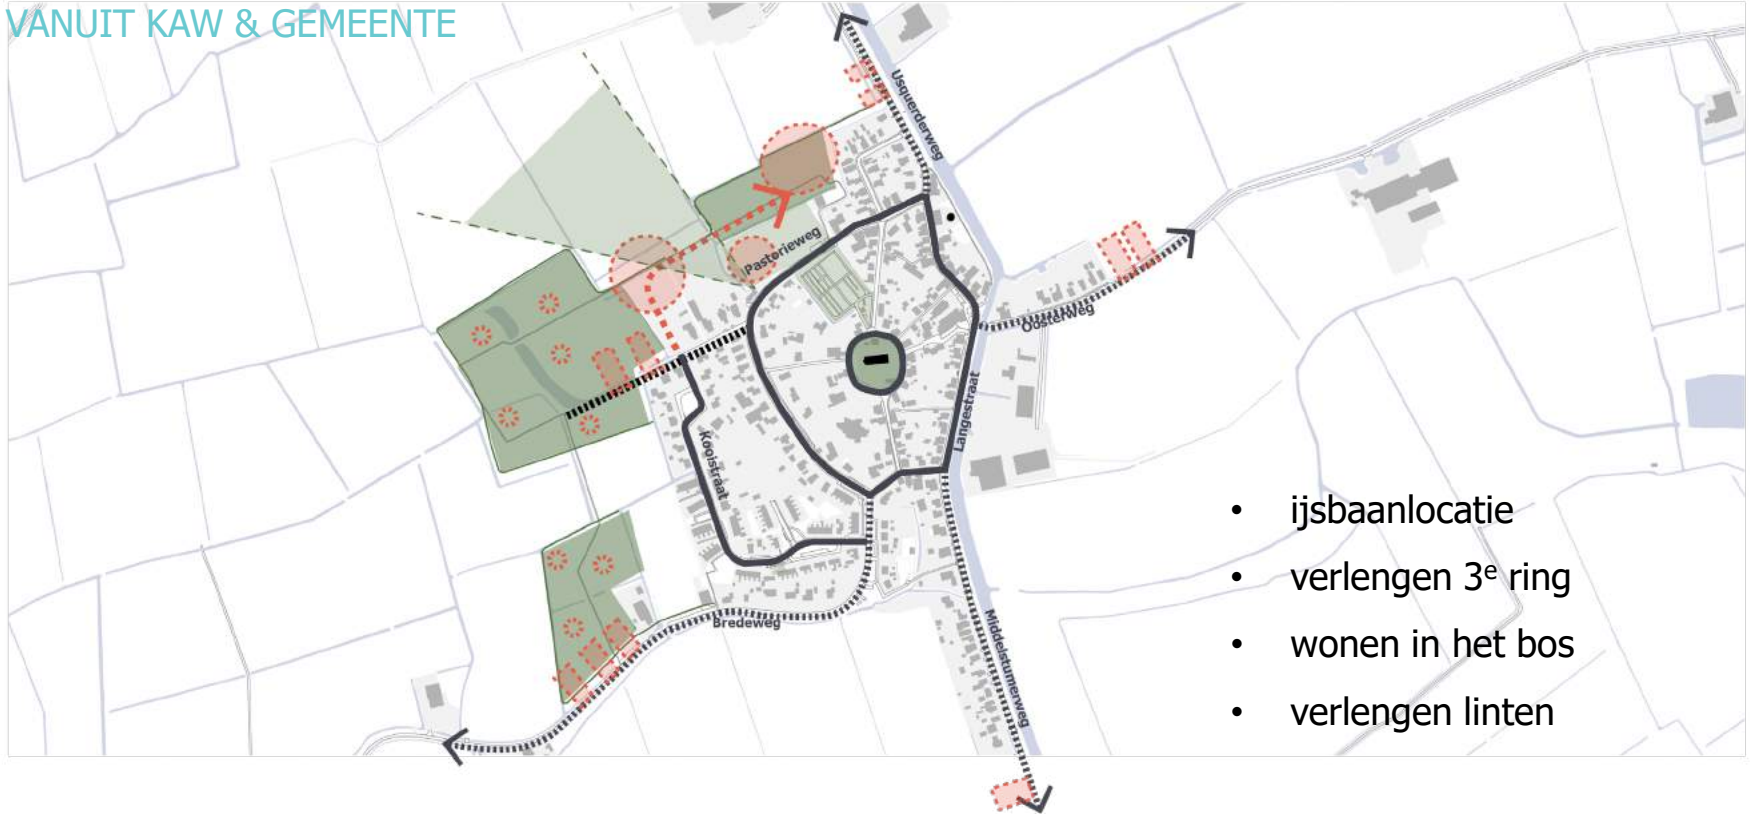 VANUIT KAW & GEMEENTE
Usquerderweg
Pastorieweg
Oosterweg
Langestraat
Kooistraat
Bredeweg
Middelstumerweg
• ijsbaanlocatie
• verlengen 3e ring
• wonen in het bos
• verlengen linten